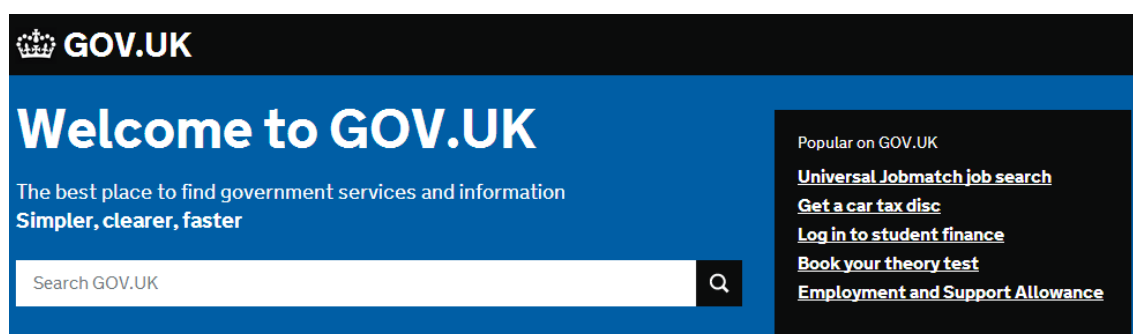 GOV.UK
Welcome to GOV.UK
The best place to find government services and information
Simpler, clearer, faster
Search GOV.UK
Popular on GOV.UK
Universal Jobmatch job search
Get a car tax disc
Log in to student finance
Book your theory test
Employment and Support Allowance